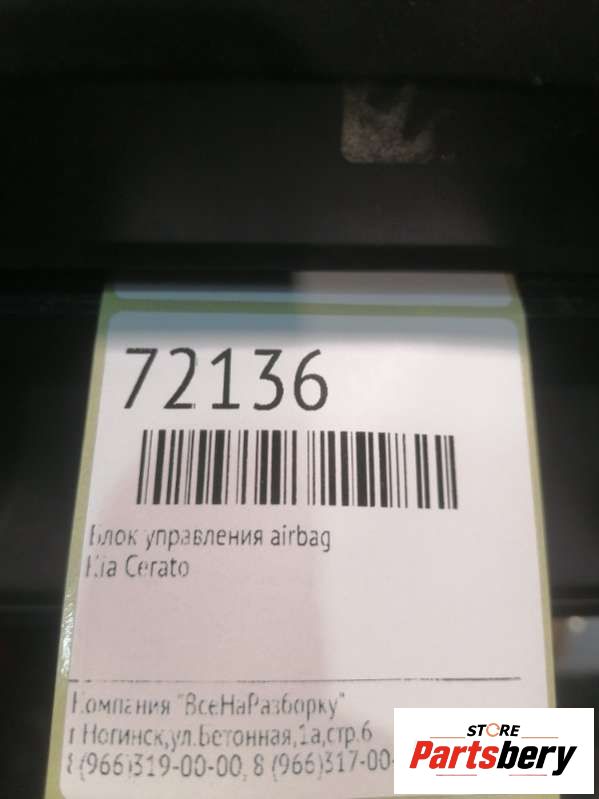 72136
Блок управления airbag
Kia Cerato
Компания "ВсеНаРазборку"
г Ногинск,ул.Бетонная,1а,стр.6
8(966)319-00-00, 8 (966)317-00-
STORE
Partsbery